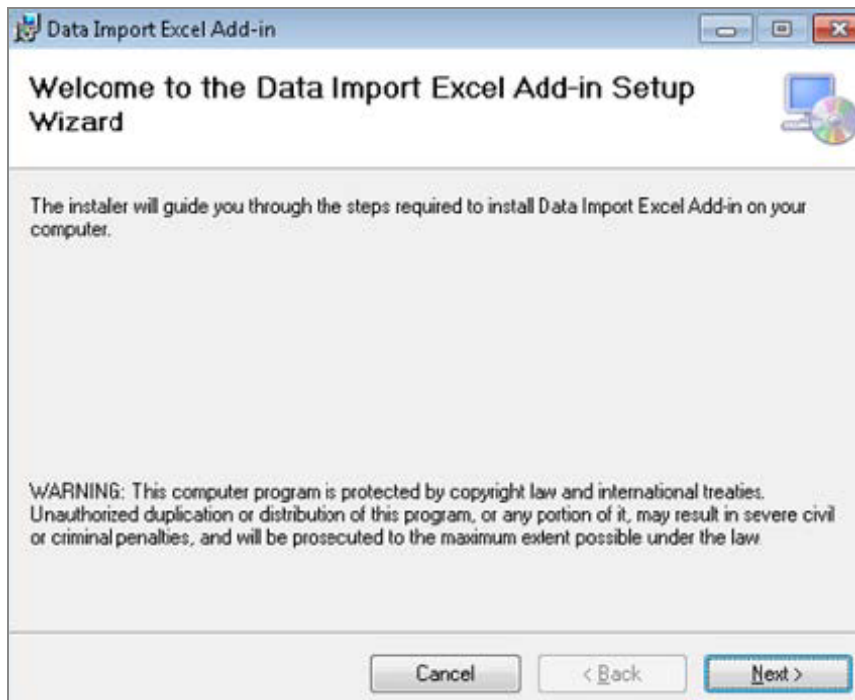 Data Import Excel Add-in
Welcome to the Data Import Excel Add-in Setup
Wizard
The instaler will guide you through the steps required to install Data Import Excel Add-in on your
computer.
WARNING: This computer program is protected by copyright law and international treaties.
Unauthorized duplication or distribution of this program, or any portion of it, may result in severe civil
or criminal penalties, and will be prosecuted to the maximum extent possible under the law.
Cancel
< Back
Next >